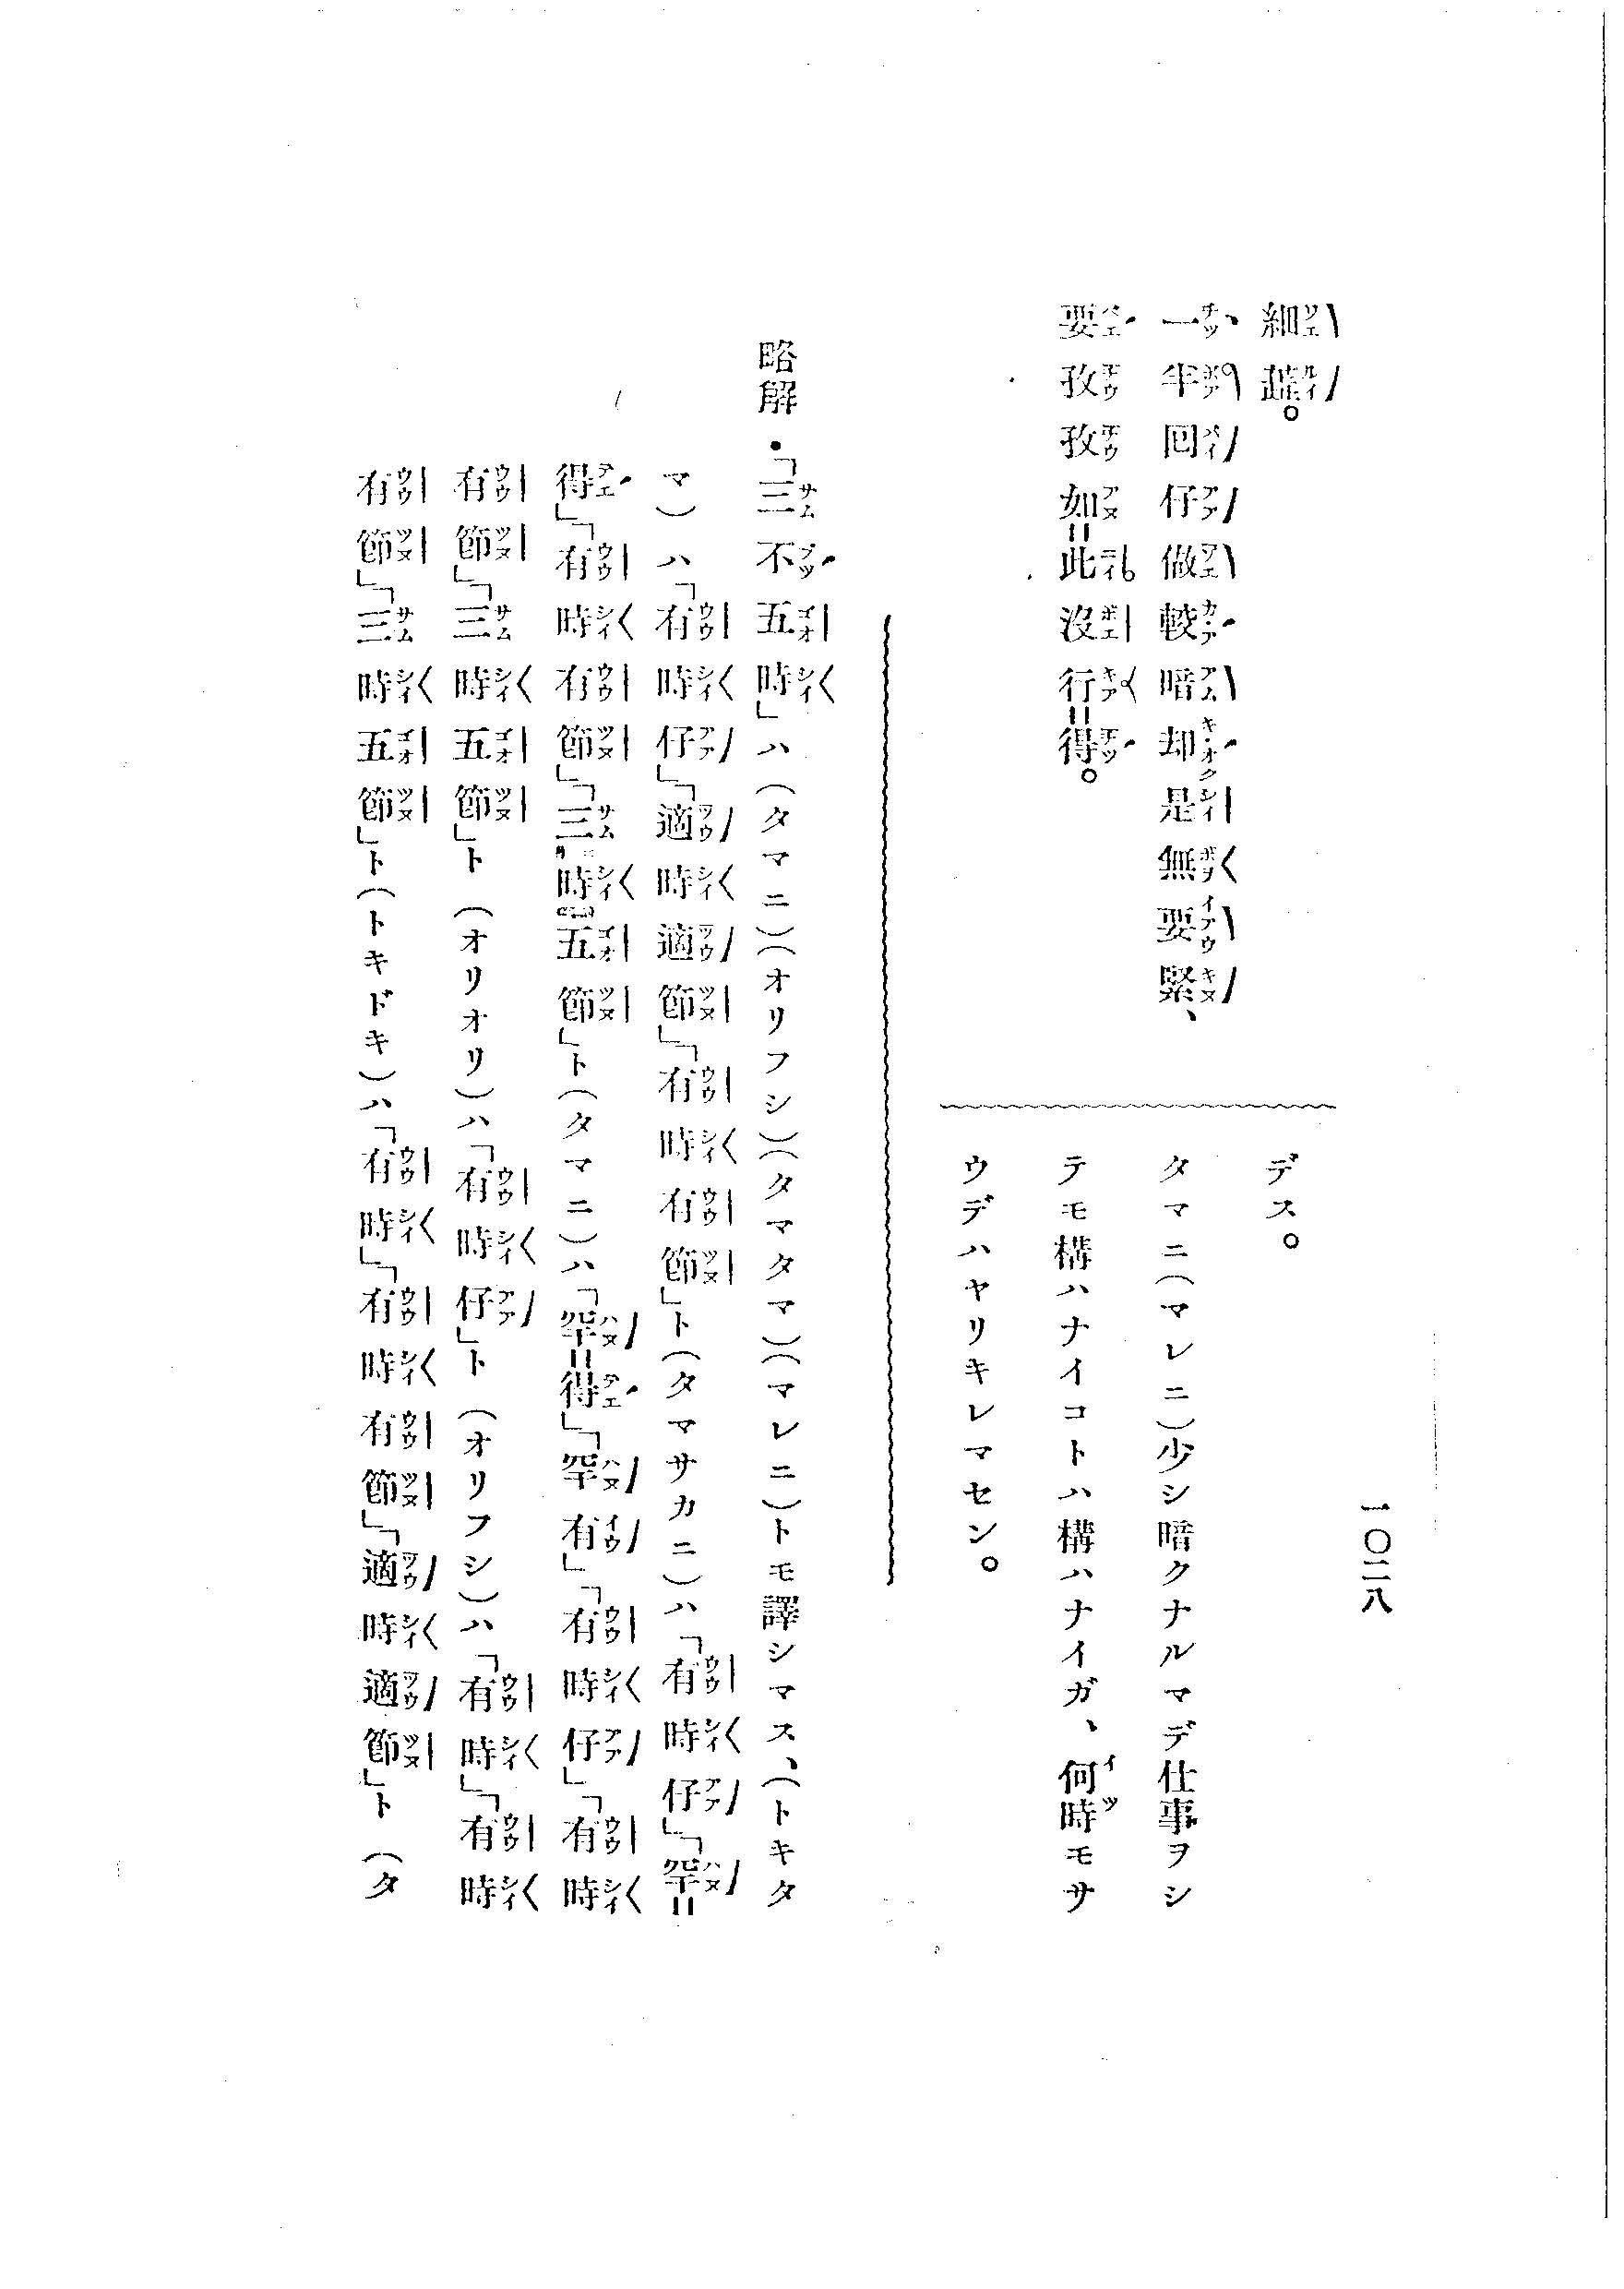 一〇二八
細蕋。
一半回仔做較暗却是無要緊、
要孜孜如=此沒行=得。
デス。
タマニ(マレニ)少シ暗クナルマデ仕事ヲシ
テモ構ハナイコトハ構ハナイガ、何時モサ
ウデハヤリキレマセン。
略解・「三不五時」ハ(タマニ)(オリフシ)(タマタマ)(マレニ)トモ譯シマス、(トキタ
マ)ハ「有時仔」「適時適節」「有時有節」ト(タマサカニ)ハ「有時仔」「罕=
得」「有時有節」「三時五節」ト(タマニ)ハ「罕=得」「罕有」「有時仔」「有時
有節」「三時五節」ト(オリオリ)ハ「有時仔」ト(オリフシ)ハ「有時」「有時
有節」「三時五節」ト(トキドキ)ハ「有時」「有時有節」「適時適節」ト(タ